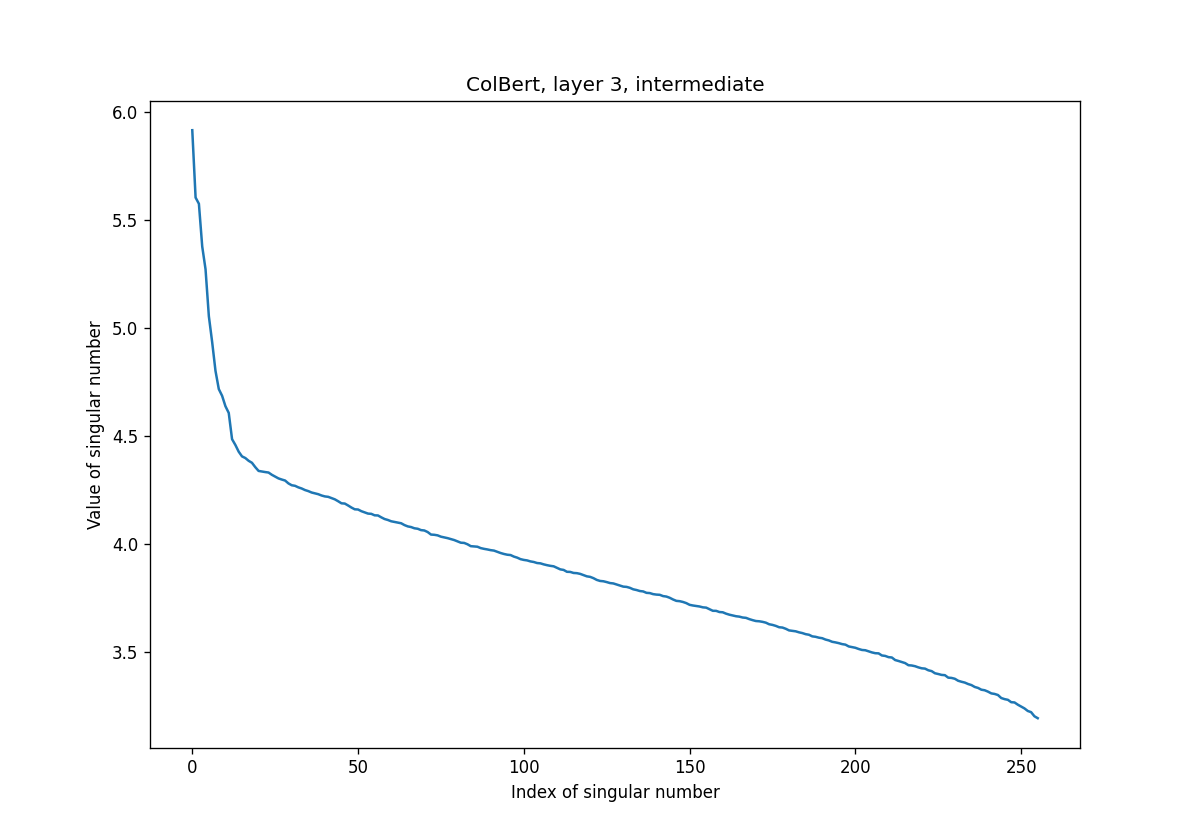 ColBert, layer 3, intermediate
6.0
5.5
5.0
4.5
4.0
3.5
Value of singular number
0 50 100 150 200 250
Index of singular number